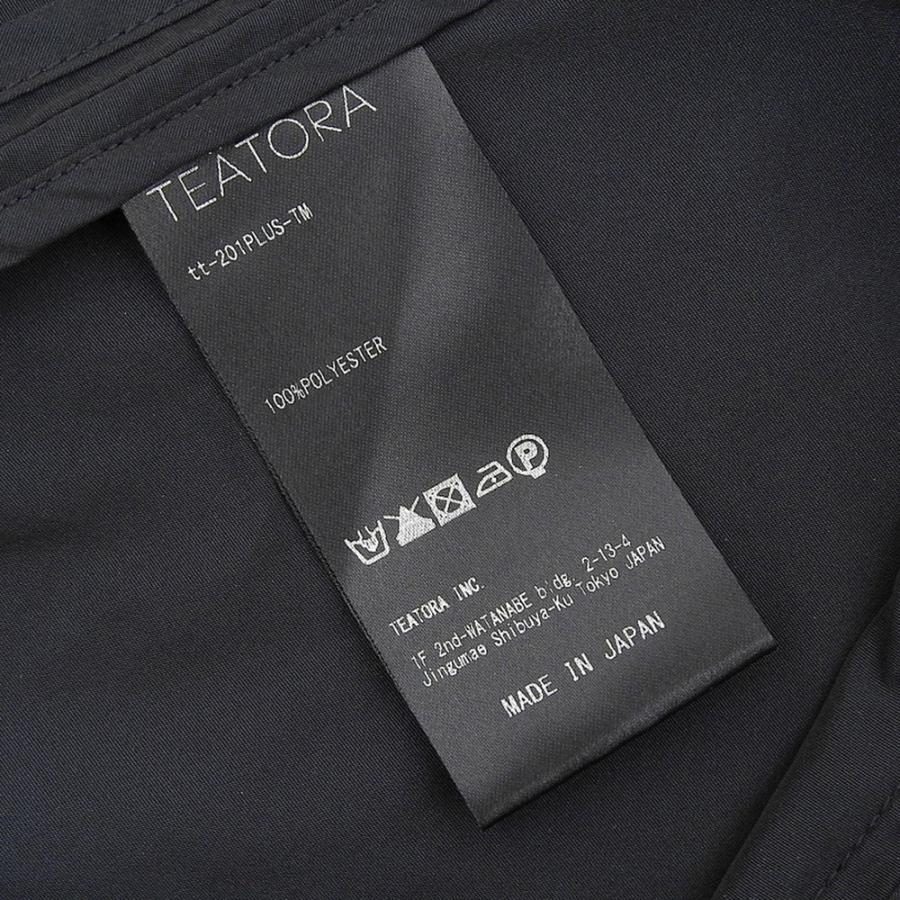 TEATORA
tt-201PLUS-TM
100%POLYESTER
P
TEATORA INC.
1F 2nd-WATANABE b'dg. 2-13-4
Jingumae Shibuya-Ku Tokyo JAPAN
MADE IN JAPAN